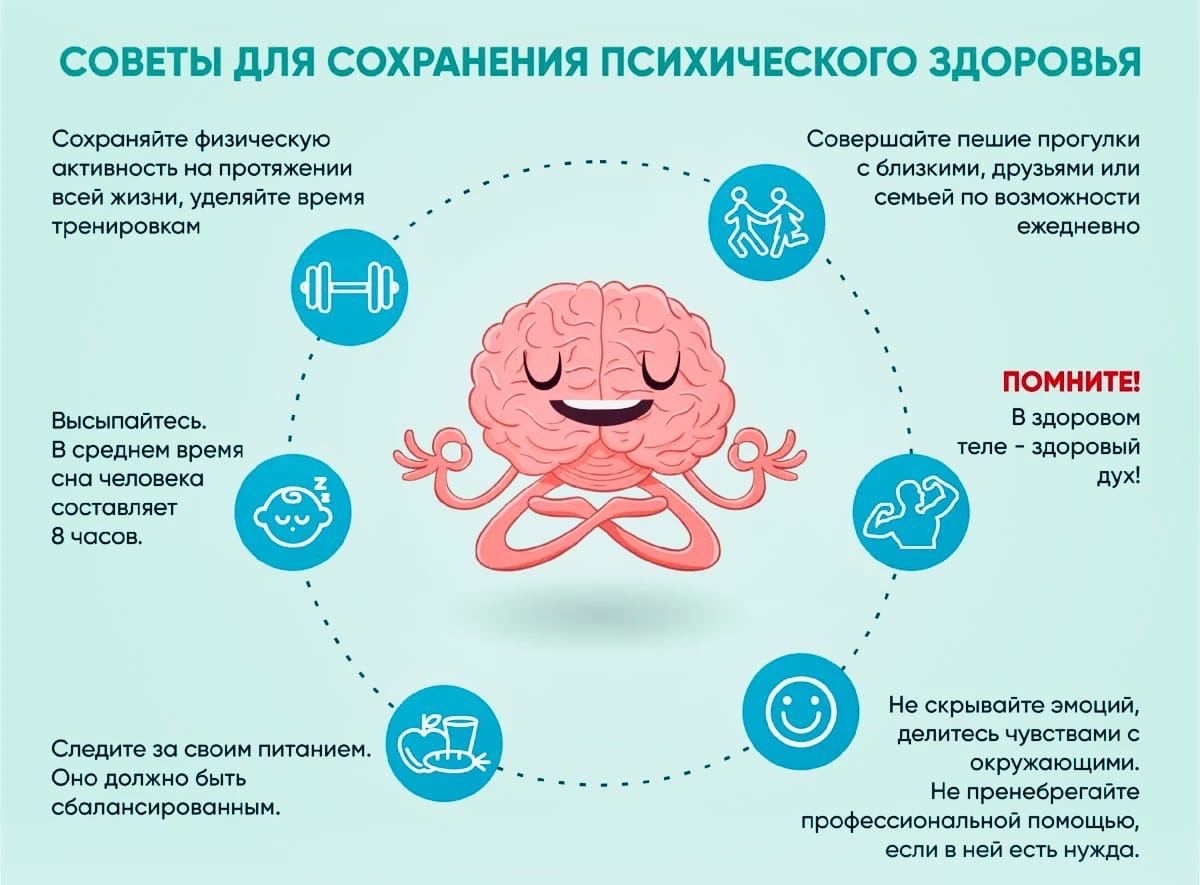 СОВЕТЫ ДЛЯ СОХРАНЕНИЯ ПСИХИЧЕСКОГО ЗДОРОВЬЯ
Сохраняйте физическую
активность на протяжении
всей жизни, уделяйте время
тренировкам
Совершайте пешие прогулки
с близкими, друзьями или
семьей по возможности
ежедневно
Высыпайтесь.
В среднем время
сна человека
составляет
8 часов.
ПОМНИТЕ!
В здоровом
теле - здоровый
дух!
Следите за своим питанием.
Оно должно быть
сбалансированным.
Не скрывайте эмоций,
делитесь чувствами с
окружающими.
Не пренебрегайте
профессиональной помощью,
если в ней есть нужда.